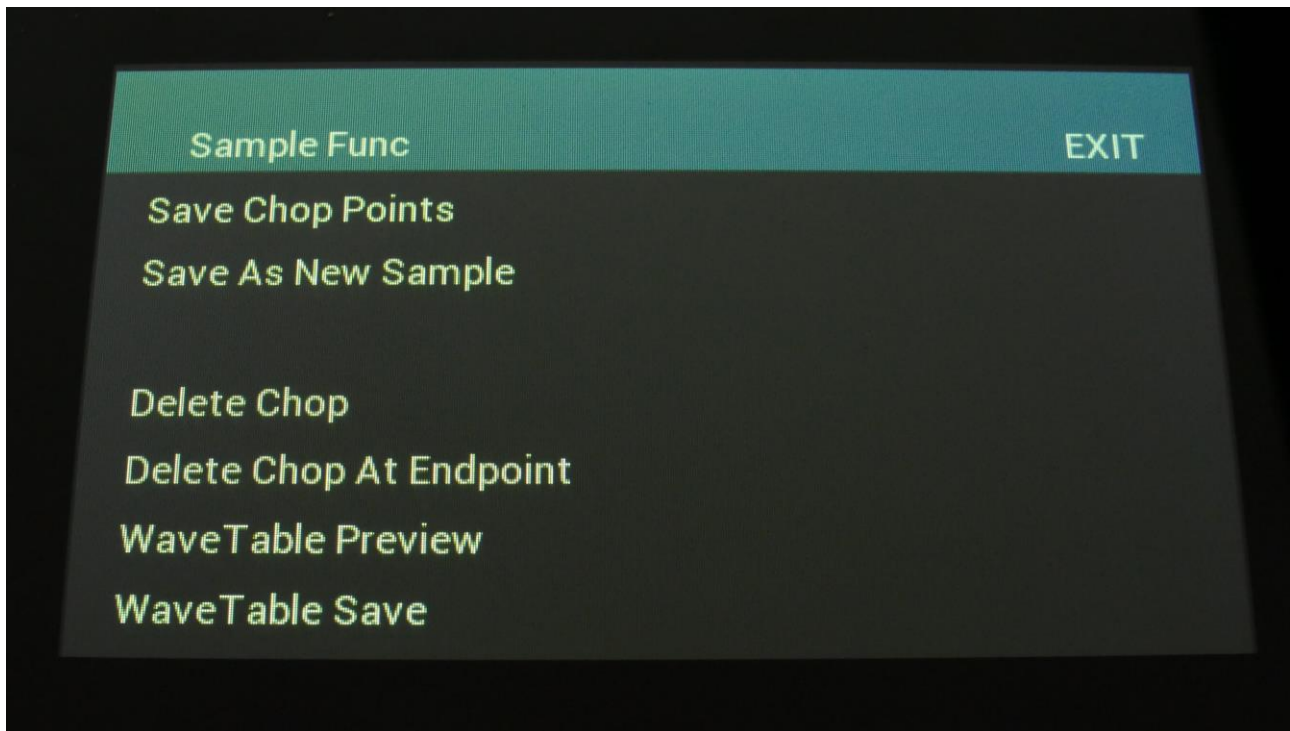 Sample Func EXIT
Save Chop Points
Save As New Sample
Delete Chop
Delete Chop At Endpoint
WaveTable Preview
WaveTable Save